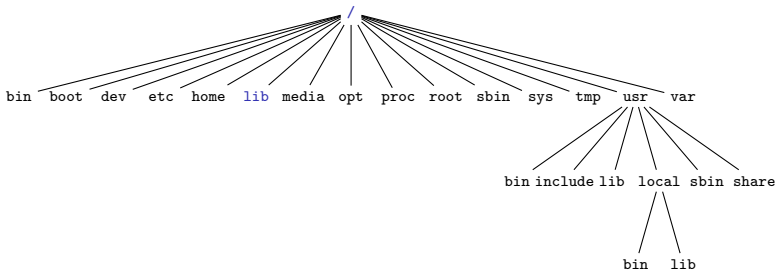 /
bin boot dev etc home lib media opt proc root sbin sys tmp usr var
bin include lib local sbin share
bin lib